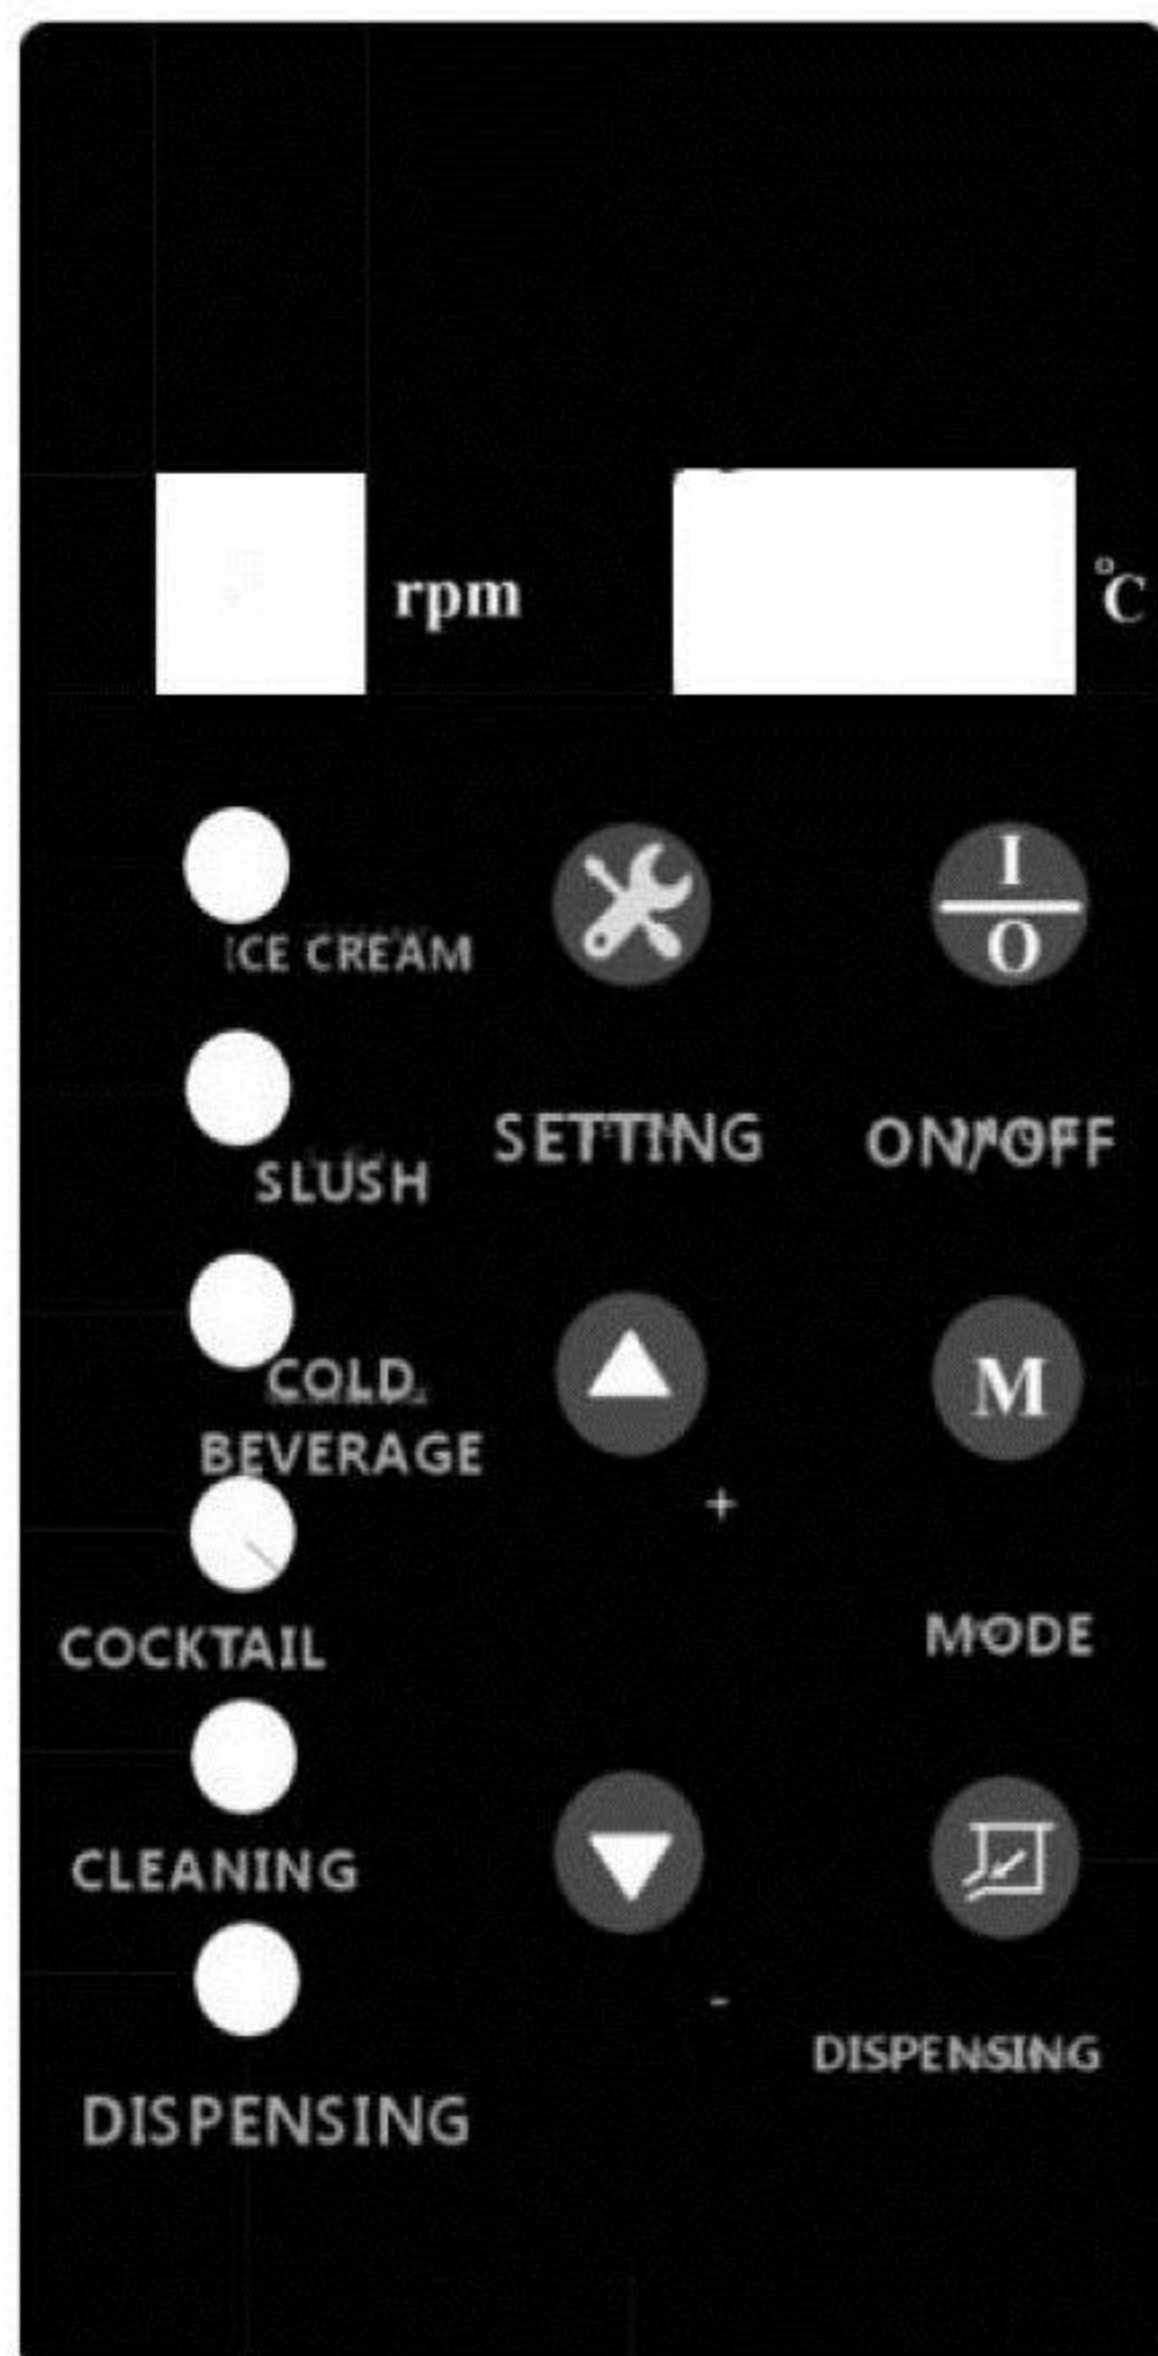 rpm
°C
I
O
ICE CREAM
SLUSH
SETTING
ON/OFF
COLD
BEVERAGE
M
+
COCKTAIL
MODE
CLEANING
-
DISPENSING
DISPENSING